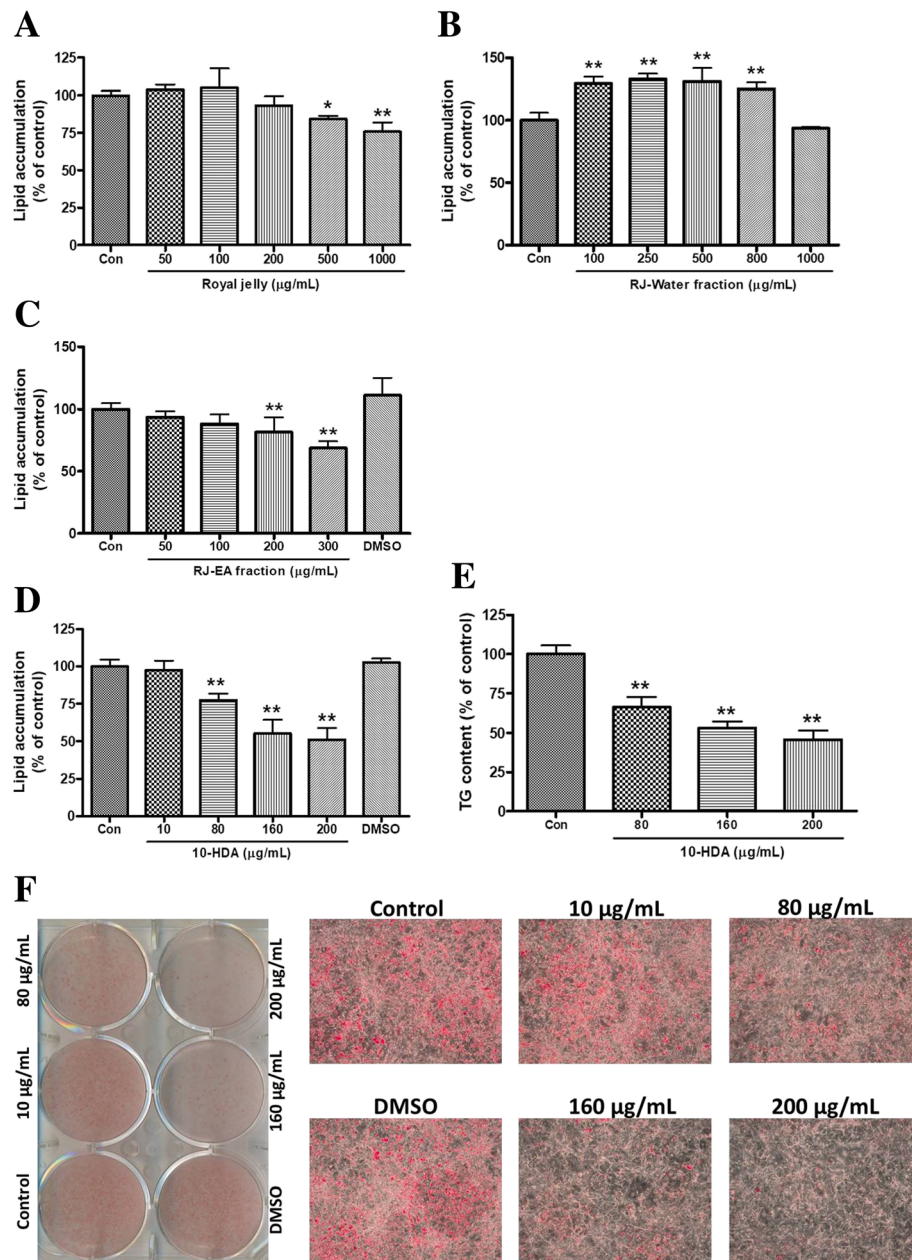 A
Lipid accumulation
(% of control)
125
100
75
50
25
0
*
**
Con 50 100 200 500 1000
Royal jelly (μg/mL)
B
Lipid accumulation
(% of control)
150
100
50
0
** ** ** **
Con 100 250 500 800 1000
RJ-Water fraction (μg/mL)
C
Lipid accumulation
(% of control)
150
100
50
0
**
**
Con 50 100 200 300 DMSO
RJ-EA fraction (μg/mL)
D
Lipid accumulation
(% of control)
125
100
75
50
25
0
**
** **
Con 10 80 160 200 DMSO
10-HDA (μg/mL)
E
TG content (% of control)
125
100
75
50
25
0
**
**
**
Con 80 160 200
10-HDA (μg/mL)
F
80 μg/mL
200 μg/mL
10 μg/mL
160 μg/mL
Control
DMSO
Control 10 μg/mL 80 μg/mL
DMSO 160 μg/mL 200 μg/mL